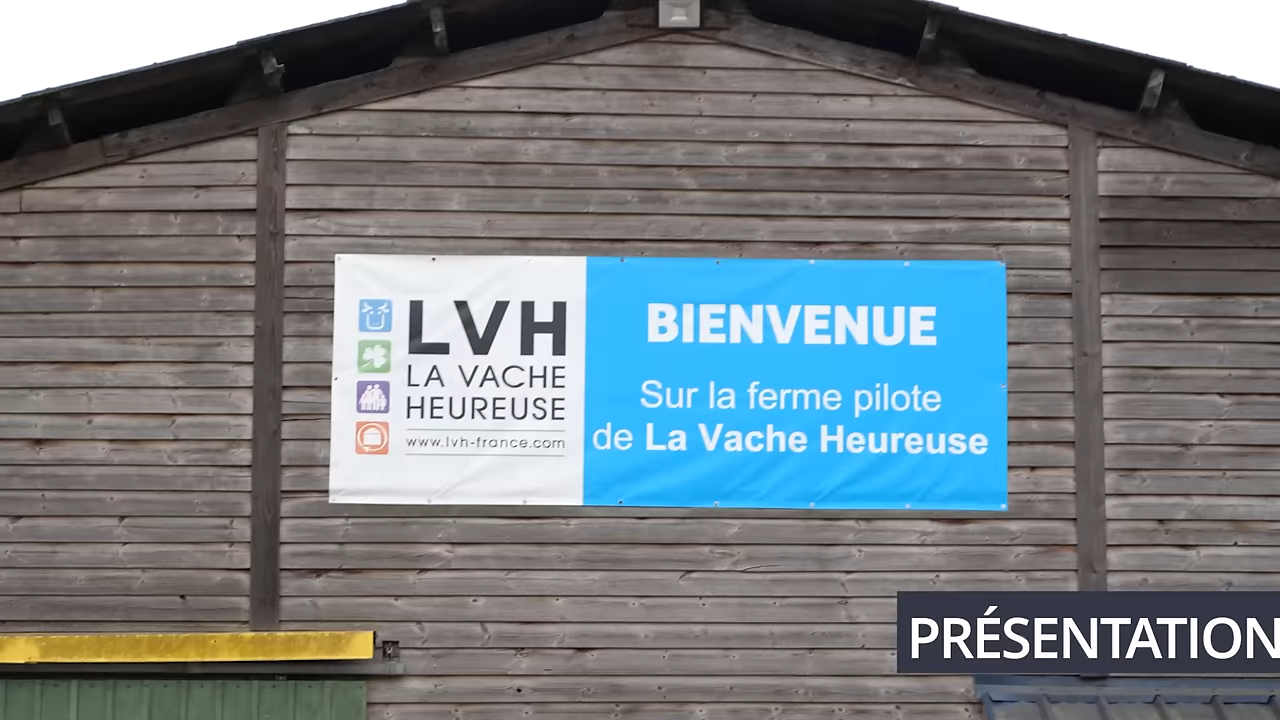 LVH
LA VACHE
HEUREUSE
www.lvh-france.com
BIENVENUE
Sur la ferme pilote
de La Vache Heureuse
PRÉSENTATION